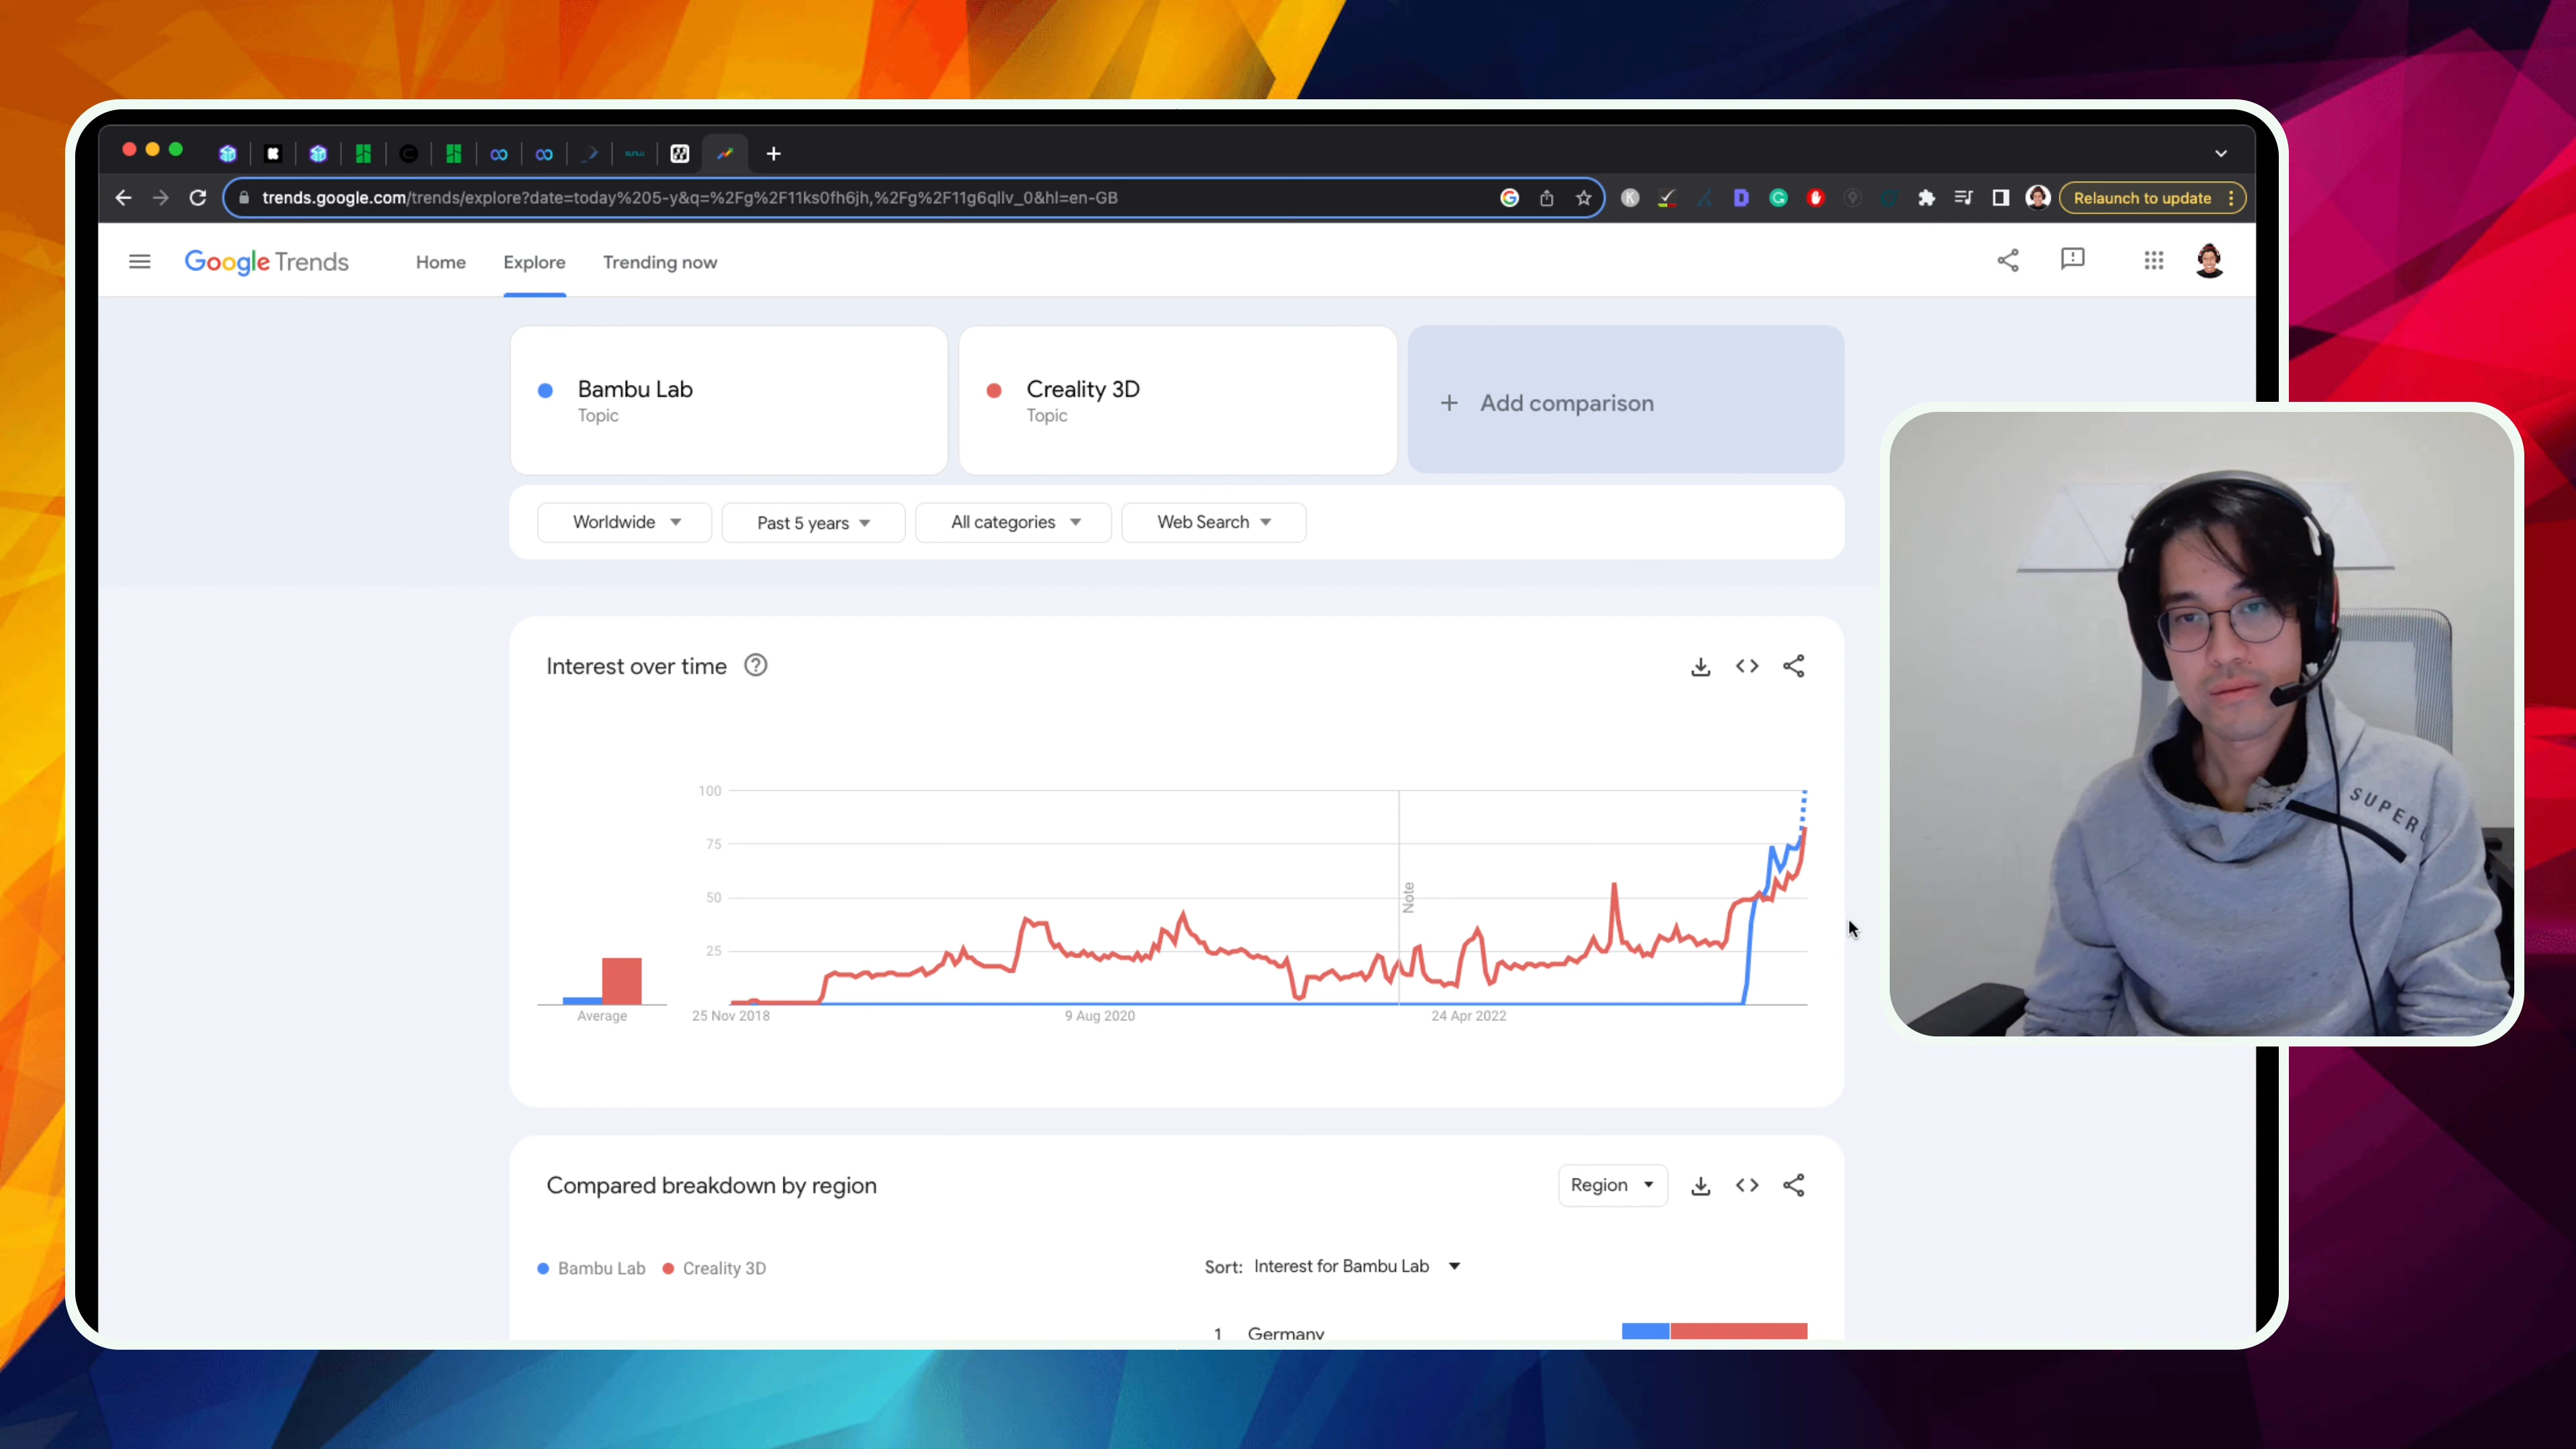 trends.google.com/trends/explore?date=today%205-y&q=%2Fg%2F11ks0fh6jh,%2Fg%2F11g6qllv_0&hl=en-GB
Relaunch to update
Google Trends
Home
Explore
Trending now
Bambu Lab
Topic
Creality 3D
Topic
+ Add comparison
Worldwide
Past 5 years
All categories
Web Search
Interest over time
100
75
50
25
Note
Average
25 Nov 2018
9 Aug 2020
24 Apr 2022
SUPER
Compared breakdown by region
Region
Bambu Lab
Creality 3D
Sort: Interest for Bambu Lab
1 Germany